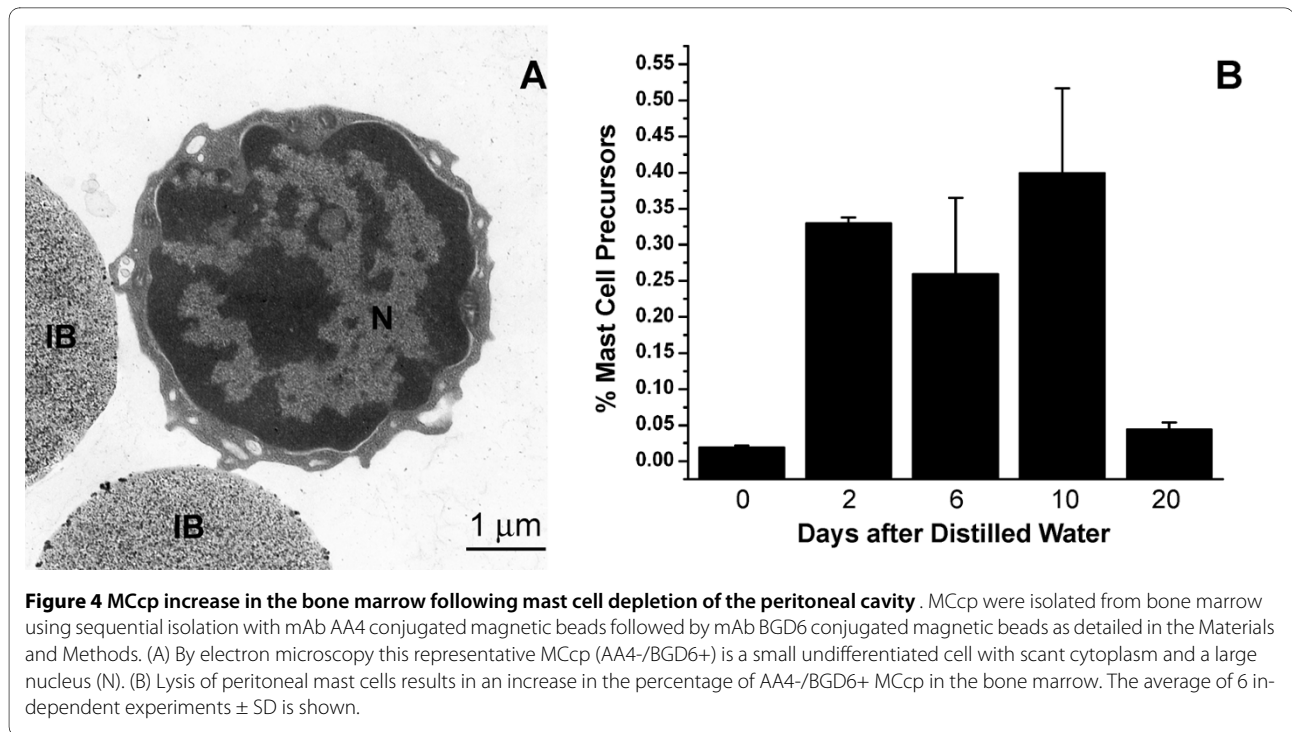 A
IB
N
IB
1 μm
B
% Mast Cell Precursors
0.55
0.50
0.45
0.40
0.35
0.30
0.25
0.20
0.15
0.10
0.05
0.00
0 2 6 10 20
Days after Distilled Water
Figure 4 MCcp increase in the bone marrow following mast cell depletion of the peritoneal cavity . MCcp were isolated from bone marrow
using sequential isolation with mAb AA4 conjugated magnetic beads followed by mAb BGD6 conjugated magnetic beads as detailed in the Materials
and Methods. (A) By electron microscopy this representative MCcp (AA4-/BGD6+) is a small undifferentiated cell with scant cytoplasm and a large
nucleus (N). (B) Lysis of peritoneal mast cells results in an increase in the percentage of AA4-/BGD6+ MCcp in the bone marrow. The average of 6 in-
dependent experiments ± SD is shown.